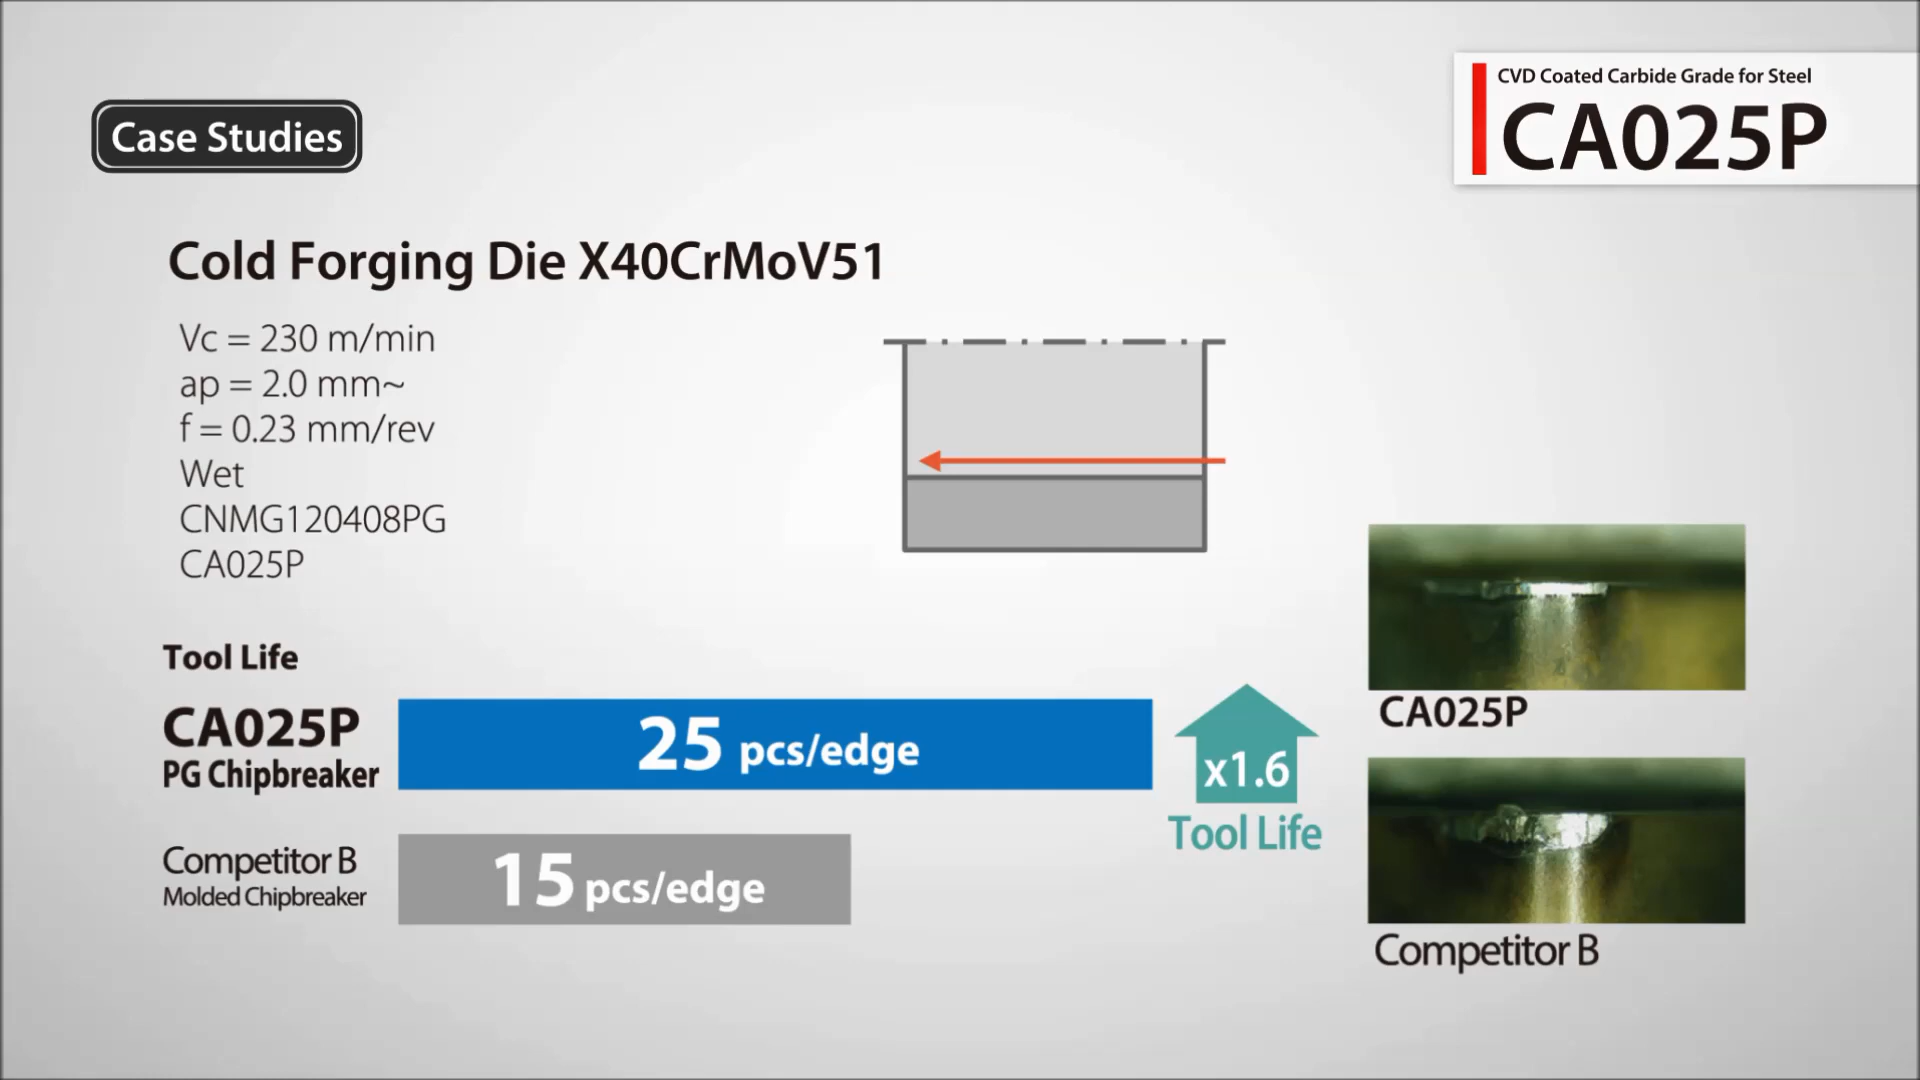 Case Studies
CVD Coated Carbide Grade for Steel
CA025P
Cold Forging Die X40CrMoV51
Vc = 230 m/min
ap = 2.0 mm~
f = 0.23 mm/rev
Wet
CNMG120408PG
CA025P
Tool Life
CA025P
PG Chipbreaker
25 pcs/edge
x1.6
Tool Life
Competitor B
Molded Chipbreaker
15 pcs/edge
CA025P
Competitor B